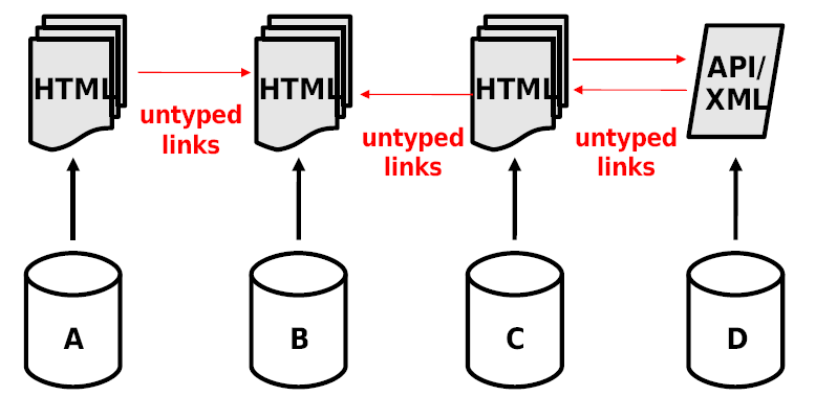 HTML
HTML
HTML
API/
XML
untyped
links
untyped
links
untyped
links
A
B
C
D